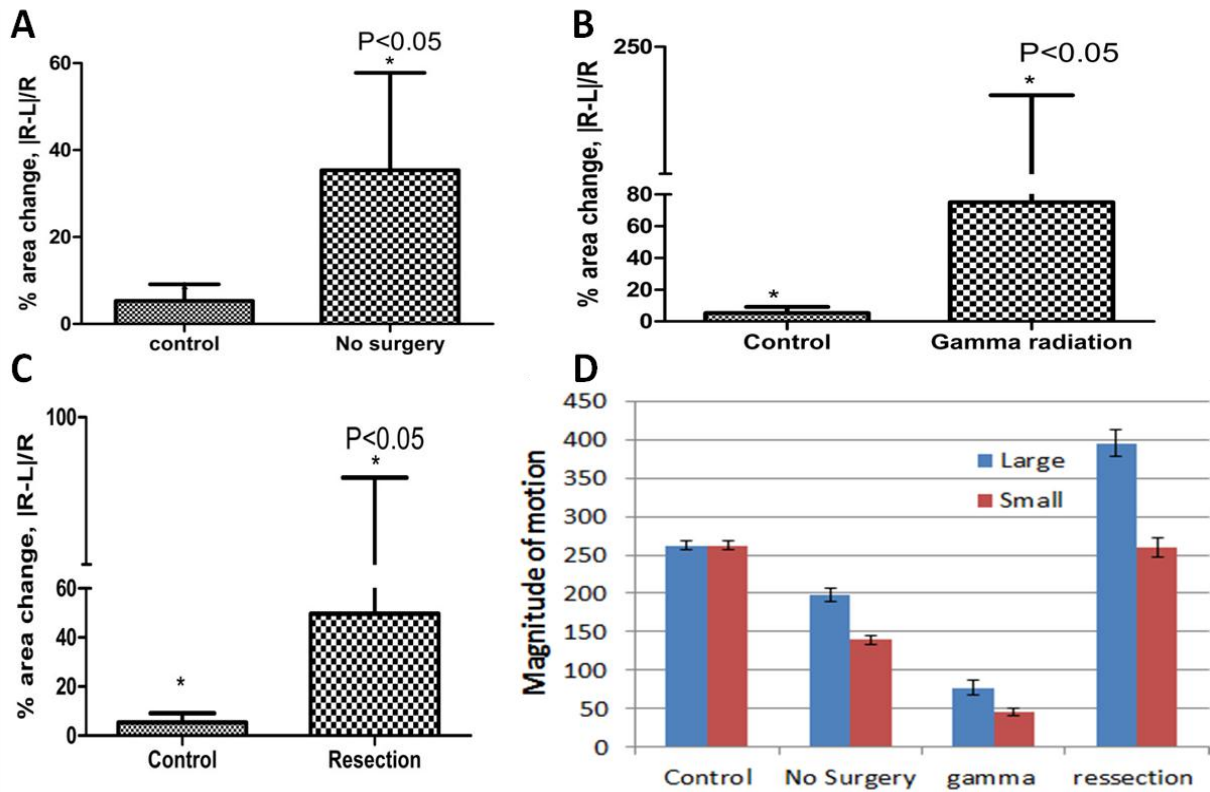 A
P<0.05
*
% area change, |R-L|/R
60
40
20
0
control
No surgery
B
250
P<0.05
*
% area change, |R-L|/R
80
60
40
20
0
*
Control
Gamma radiation
C
100
P<0.05
*
% area change, |R-L|/R
60
40
20
0
*
Control
Resection
D
450
400
350
300
250
200
150
100
50
0
Magnitude of motion
Large
Small
Control
No Surgery
gamma
ressection